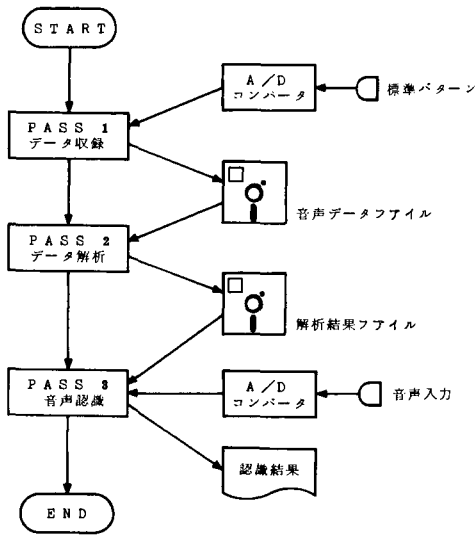 START
A/D
コンバータ
標準パターン
PASS 1
データ収録
音声データファイル
PASS 2
データ解析
解析結果ファイル
PASS 3
音声認識
A/D
コンバータ
音声入力
認識結果
END